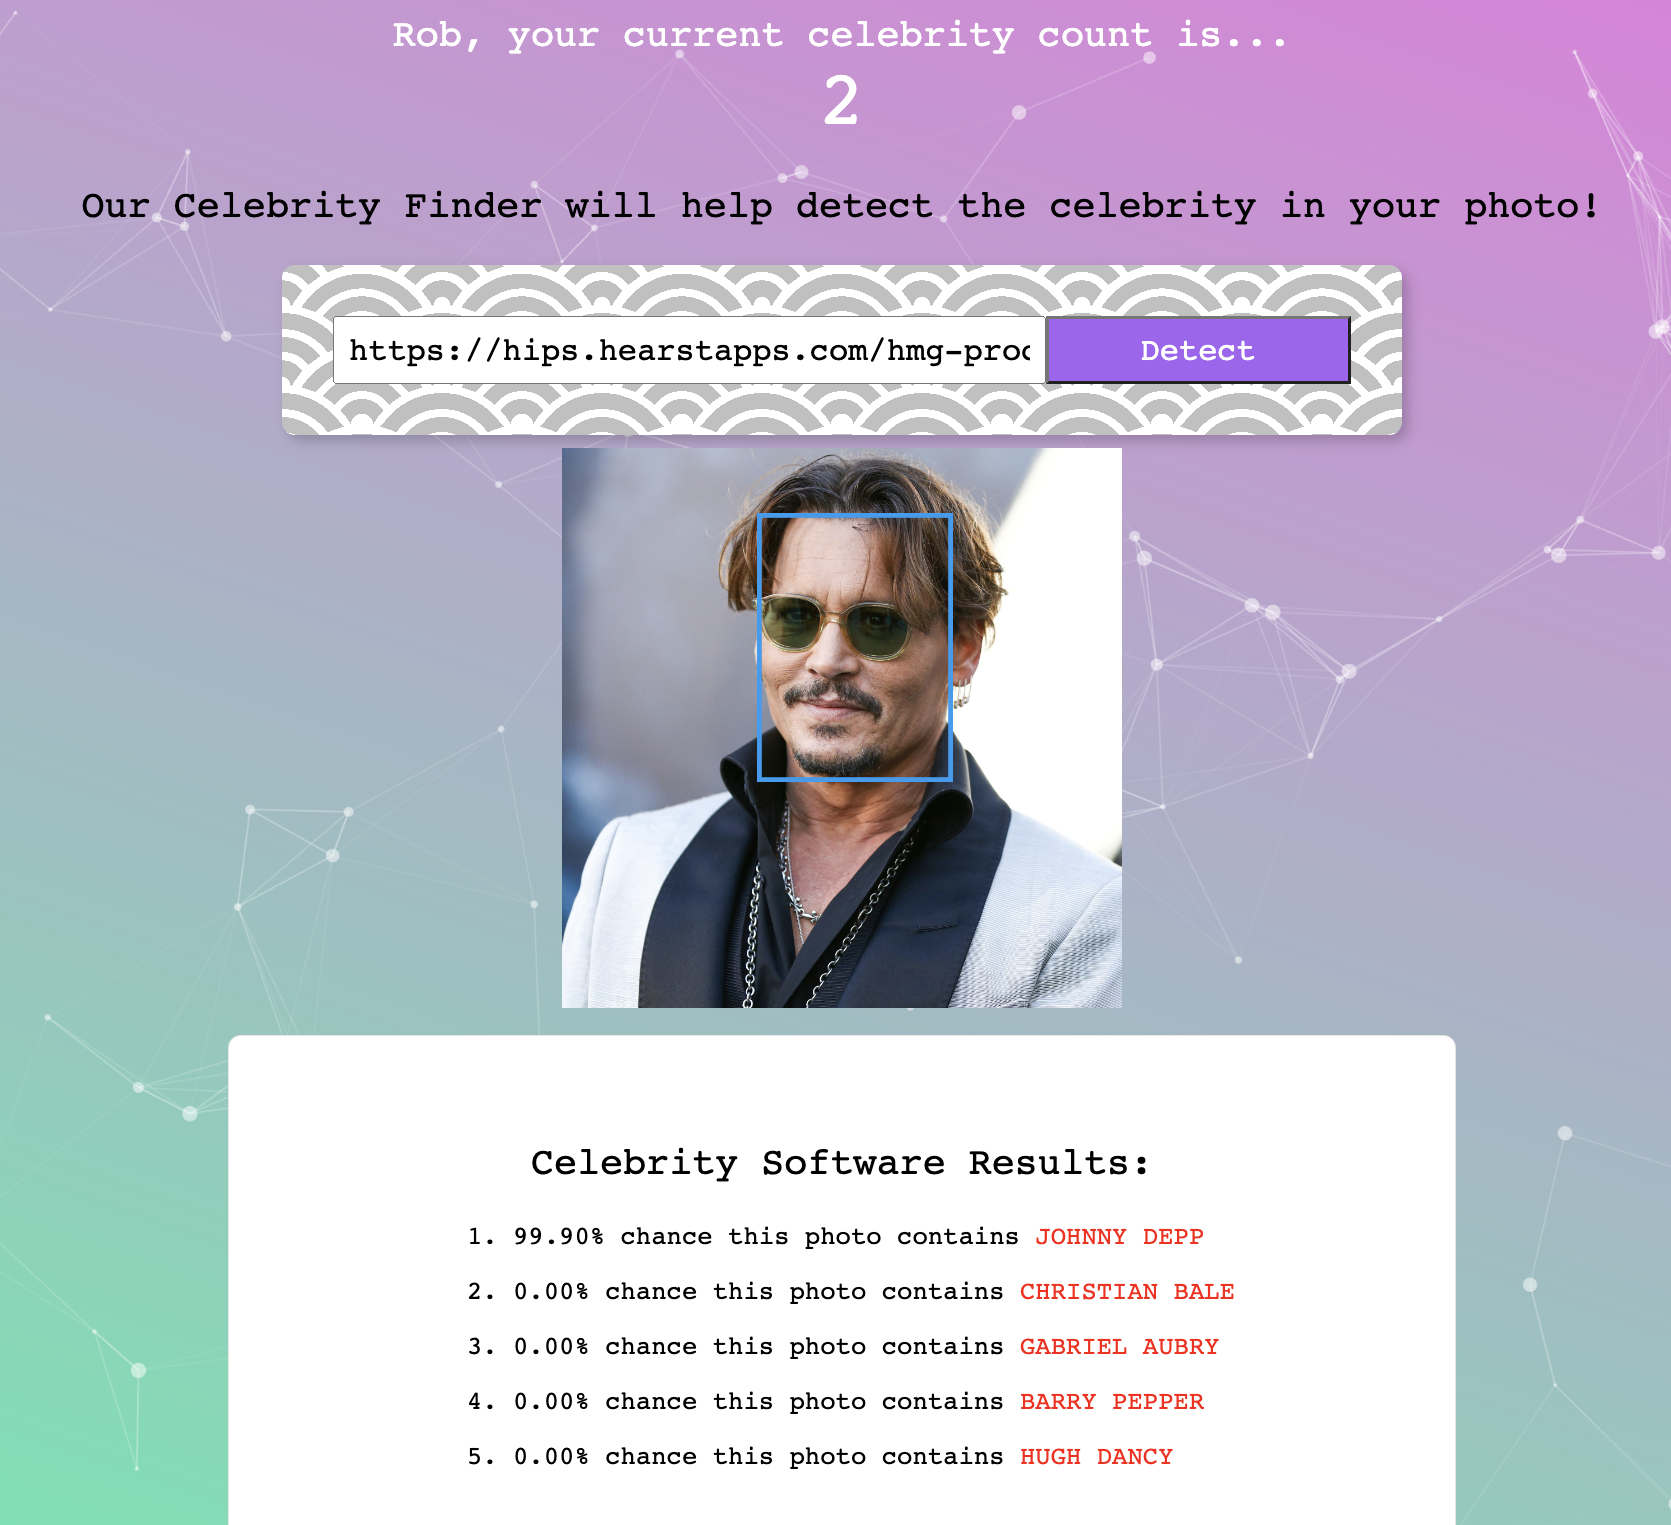 Rob, your current celebrity count is...
2
Our Celebrity Finder will help detect the celebrity in your photo!
https://hips.hearstapps.com/hmg-prod
Detect
Celebrity Software Results:
1. 99.90% chance this photo contains JOHNNY DEPP
2. 0.00% chance this photo contains CHRISTIAN BALE
3. 0.00% chance this photo contains GABRIEL AUBRY
4. 0.00% chance this photo contains BARRY PEPPER
5. 0.00% chance this photo contains HUGH DANCY